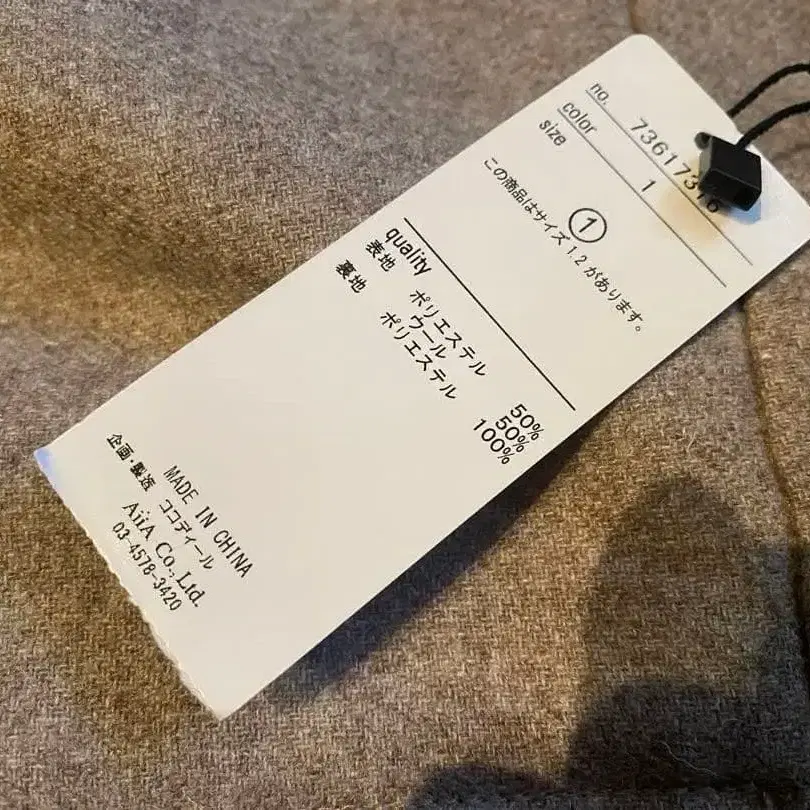 no. 736173
color 1
size
①
この商品はサイズ 1.2 があります。
quality
表地 ポリエステル 50%
ウール 50%
裏地 ポリエステル 100%
MADE IN CHINA
企画・製造 ココディール
AiiA Co., Ltd.
03-4578-3420